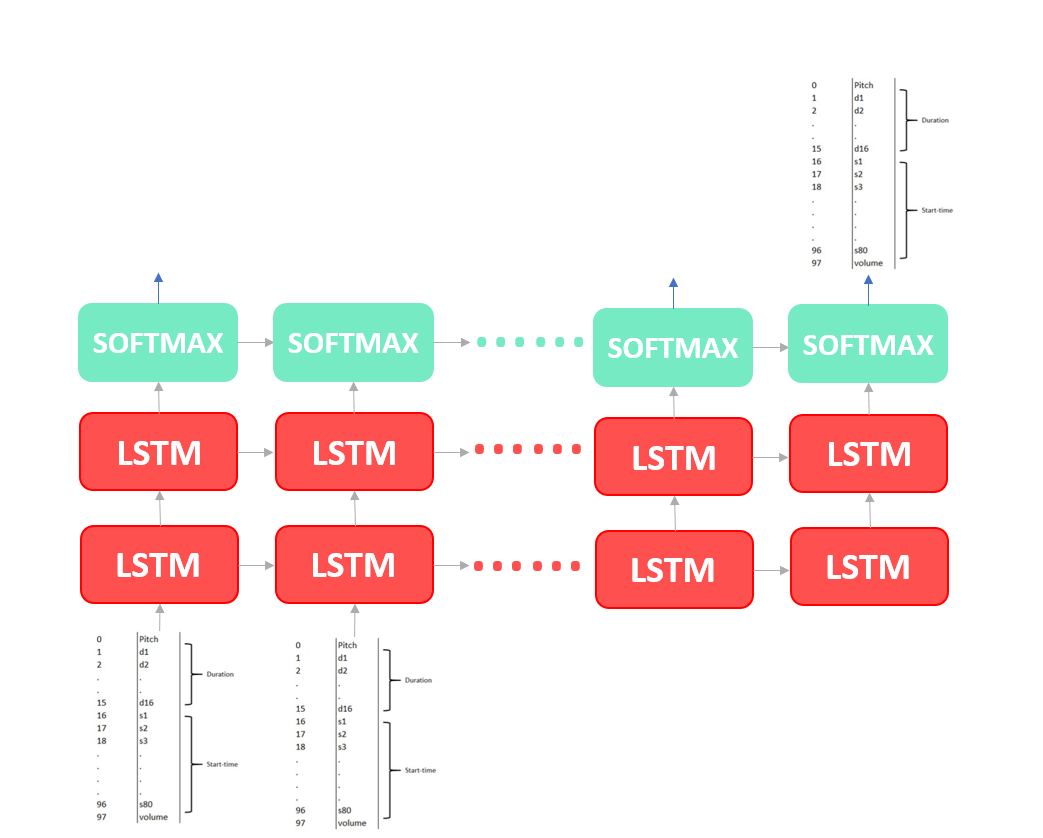 0 Pitch
1 d1
2 d2 Duration
. .
. .
15 d16
16 s1
17 s2
18 s3
. .
. . Start-time
. .
. .
96 s80
97 volume
SOFTMAX SOFTMAX SOFTMAX SOFTMAX
LSTM LSTM LSTM LSTM
LSTM LSTM LSTM LSTM
0 Pitch
1 d1
2 d2
. . Duration
. .
15 d16
16 s1
17 s2
18 s3
. .
. . Start-time
. .
. .
96 s80
97 volume
0 Pitch
1 d1
2 d2
. . Duration
. .
15 d16
16 s1
17 s2
18 s3
. .
. . Start-time
. .
. .
96 s80
97 volume